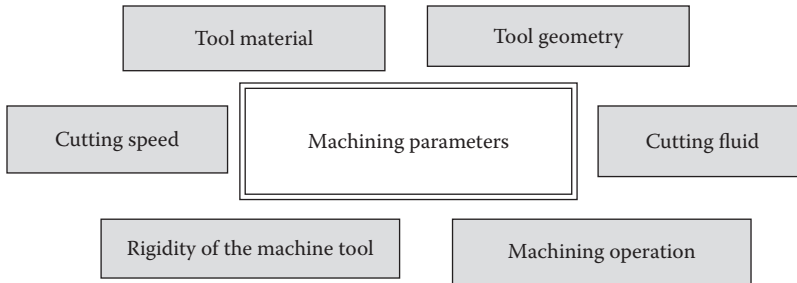 Tool material
Tool geometry
Cutting speed
Machining parameters
Cutting fluid
Rigidity of the machine tool
Machining operation